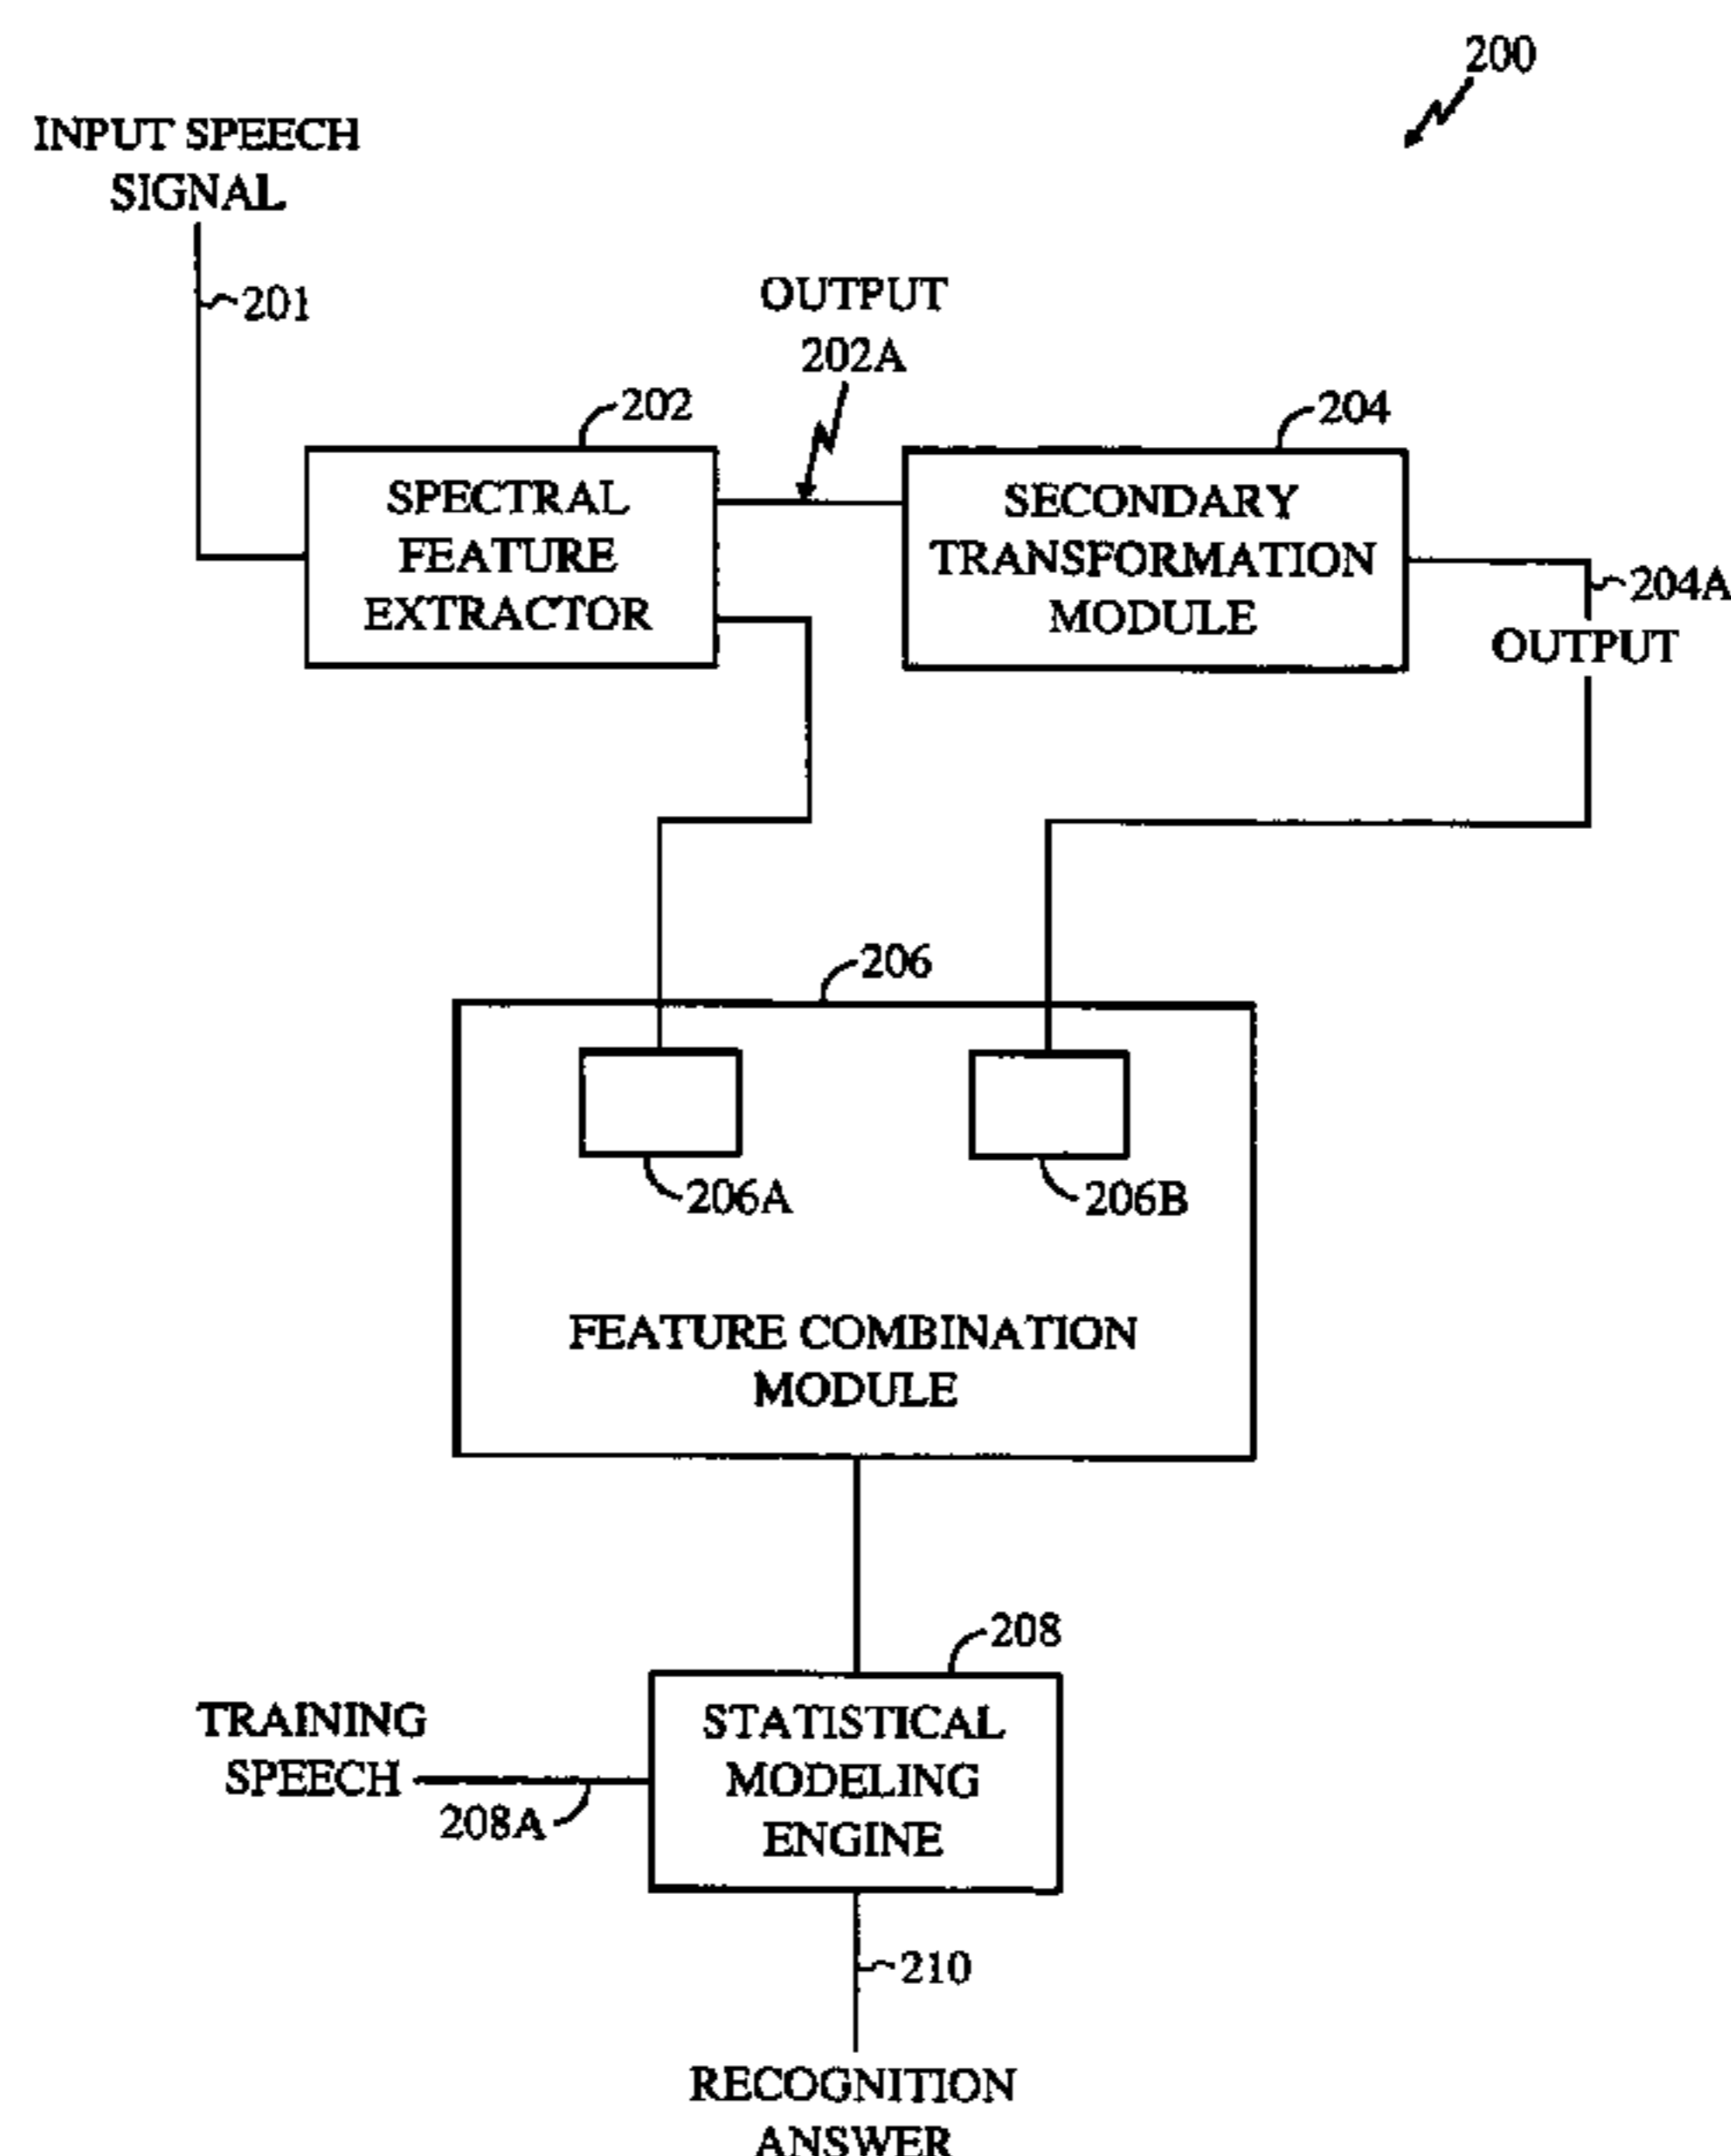 200
INPUT SPEECH
SIGNAL
201
OUTPUT
202A
202
204
SPECTRAL
FEATURE
EXTRACTOR
SECONDARY
TRANSFORMATION
MODULE
204A
OUTPUT
206
206A
206B
FEATURE COMBINATION
MODULE
208
TRAINING
SPEECH
208A
STATISTICAL
MODELING
ENGINE
210
RECOGNITION
ANSWER